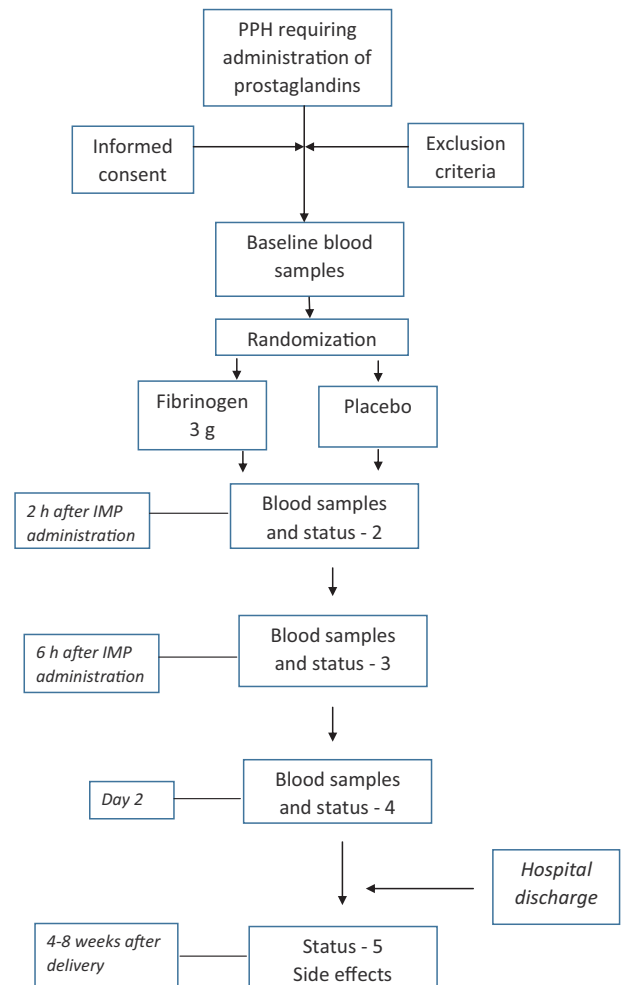 PPH requiring
administration of
prostaglandins
Informed
consent
Exclusion
criteria
Baseline blood
samples
Randomization
Fibrinogen
3 g
Placebo
2 h after IMP
administration
Blood samples
and status - 2
6 h after IMP
administration
Blood samples
and status - 3
Day 2
Blood samples
and status - 4
Hospital
discharge
4-8 weeks after
delivery
Status - 5
Side effects